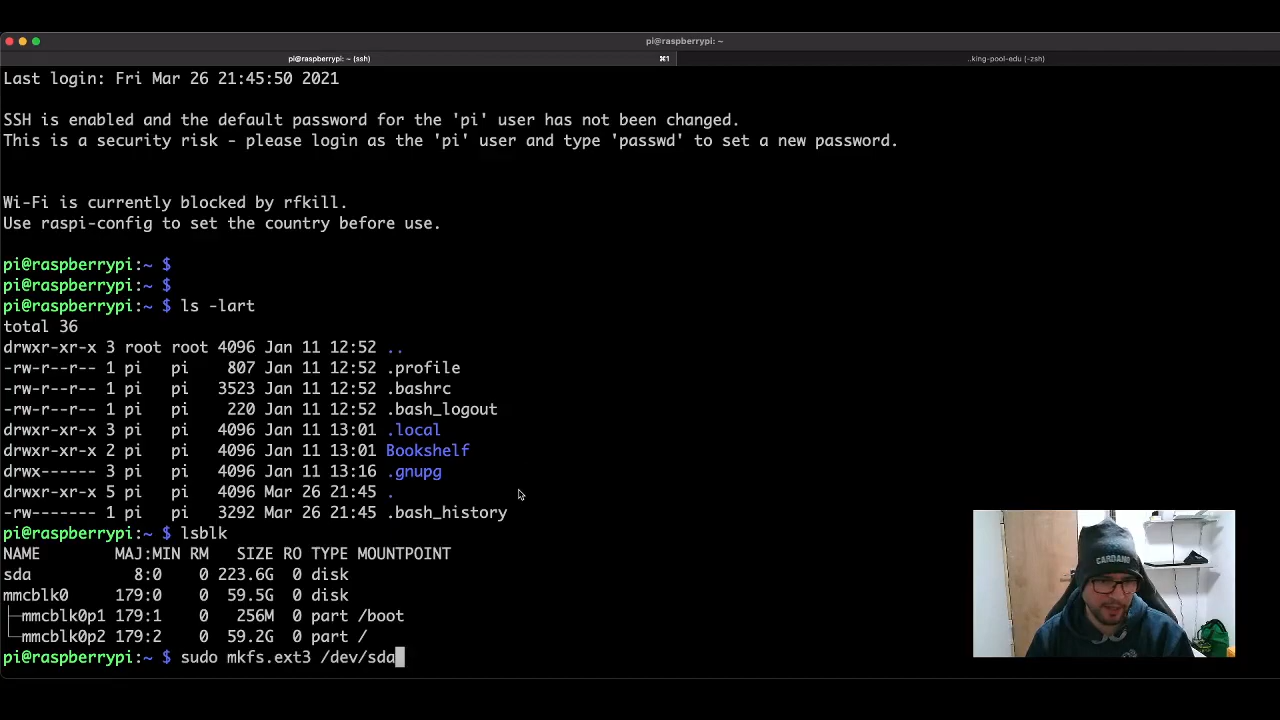 pi@raspberrypi: ~
pi@raspberrypi: ~ (ssh)
⌘1
..king-pool-edu (-zsh)
Last login: Fri Mar 26 21:45:50 2021
SSH is enabled and the default password for the 'pi' user has not been changed.
This is a security risk - please login as the 'pi' user and type 'passwd' to set a new password.
Wi-Fi is currently blocked by rfkill.
Use raspi-config to set the country before use.
pi@raspberrypi:~ $
pi@raspberrypi:~ $
pi@raspberrypi:~ $ ls -lart
total 36
drwxr-xr-x 3 root root 4096 Jan 11 12:52 ..
-rw-r--r-- 1 pi   pi    807 Jan 11 12:52 .profile
-rw-r--r-- 1 pi   pi   3523 Jan 11 12:52 .bashrc
-rw-r--r-- 1 pi   pi    220 Jan 11 12:52 .bash_logout
drwxr-xr-x 3 pi   pi   4096 Jan 11 13:01 .local
drwxr-xr-x 2 pi   pi   4096 Jan 11 13:01 Bookshelf
drwx------ 3 pi   pi   4096 Jan 11 13:16 .gnupg
drwxr-xr-x 5 pi   pi   4096 Mar 26 21:45 .
-rw------- 1 pi   pi   3292 Mar 26 21:45 .bash_history
pi@raspberrypi:~ $ lsblk
NAME        MAJ:MIN RM   SIZE RO TYPE MOUNTPOINT
sda           8:0    0 223.6G  0 disk
mmcblk0     179:0    0  59.5G  0 disk
├─mmcblk0p1 179:1    0   256M  0 part /boot
└─mmcblk0p2 179:2    0  59.2G  0 part /
pi@raspberrypi:~ $ sudo mkfs.ext3 /dev/sda
CARDANO